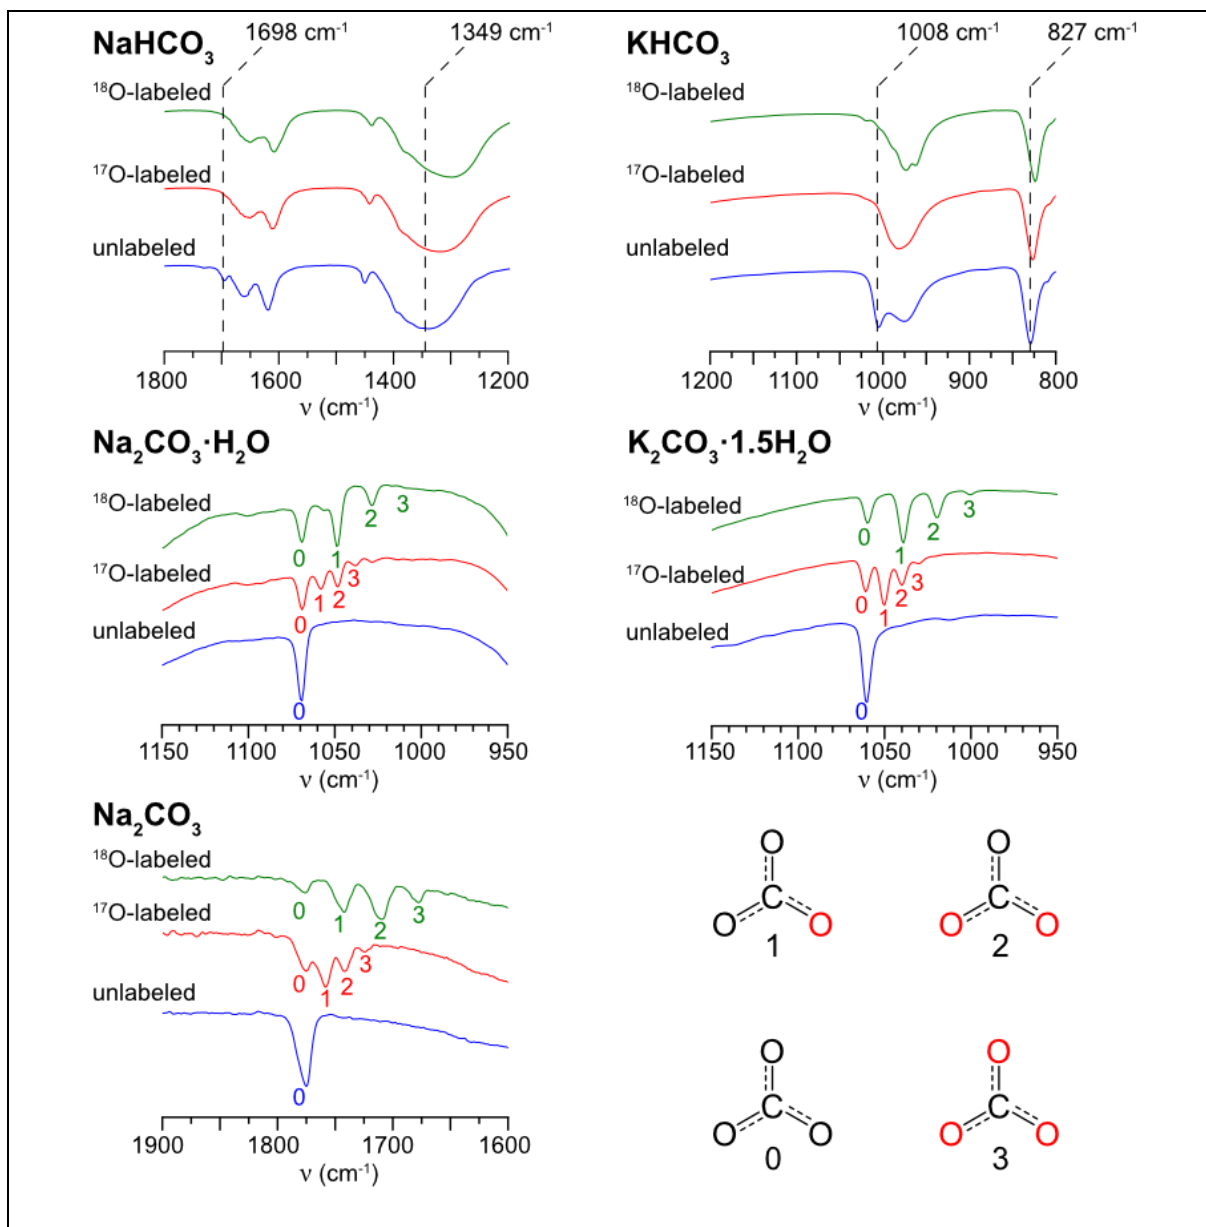 NaHCO₃
1698 cm⁻¹
1349 cm⁻¹
¹⁸O-labeled
¹⁷O-labeled
unlabeled
1800 1600 1400 1200
ν (cm⁻¹)
KHCO₃
1008 cm⁻¹
827 cm⁻¹
¹⁸O-labeled
¹⁷O-labeled
unlabeled
1200 1100 1000 900 800
ν (cm⁻¹)
Na₂CO₃·H₂O
¹⁸O-labeled
0 1 2 3
¹⁷O-labeled
0 1 2 3
unlabeled
0
1150 1100 1050 1000 950
ν (cm⁻¹)
K₂CO₃·1.5H₂O
¹⁸O-labeled
0 1 2 3
¹⁷O-labeled
0 1 2 3
unlabeled
0
1150 1100 1050 1000 950
ν (cm⁻¹)
Na₂CO₃
¹⁸O-labeled
0 1 2 3
¹⁷O-labeled
0 1 2 3
unlabeled
0
1900 1800 1700 1600
ν (cm⁻¹)
O
C
O O
1
O
C
O O
2
O
C
O O
0
O
C
O O
3